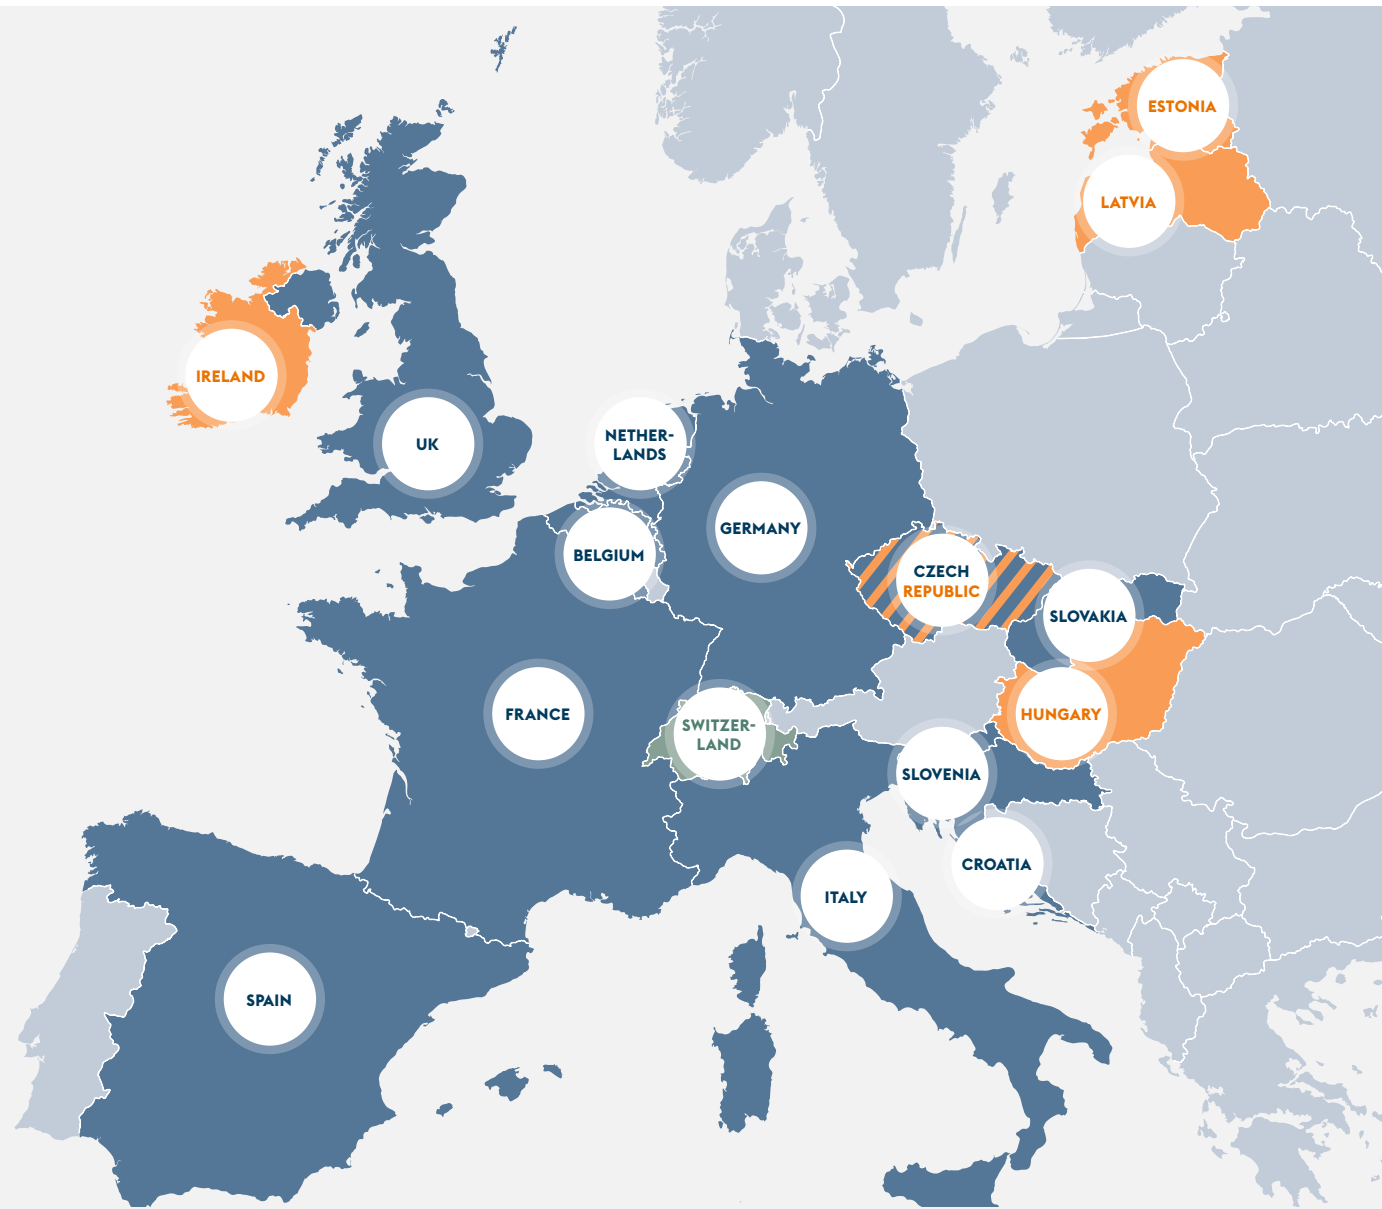 ESTONIA
LATVIA
IRELAND
UK
NETHER-
LANDS
GERMANY
BELGIUM
CZECH
REPUBLIC
SLOVAKIA
FRANCE
SWITZER-
LAND
HUNGARY
SLOVENIA
CROATIA
ITALY
SPAIN